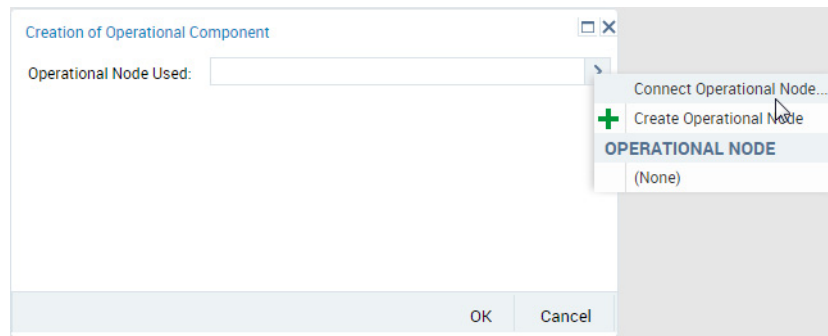 Creation of Operational Component
Operational Node Used:
Connect Operational Node...
Create Operational Node
OPERATIONAL NODE
(None)
OK Cancel